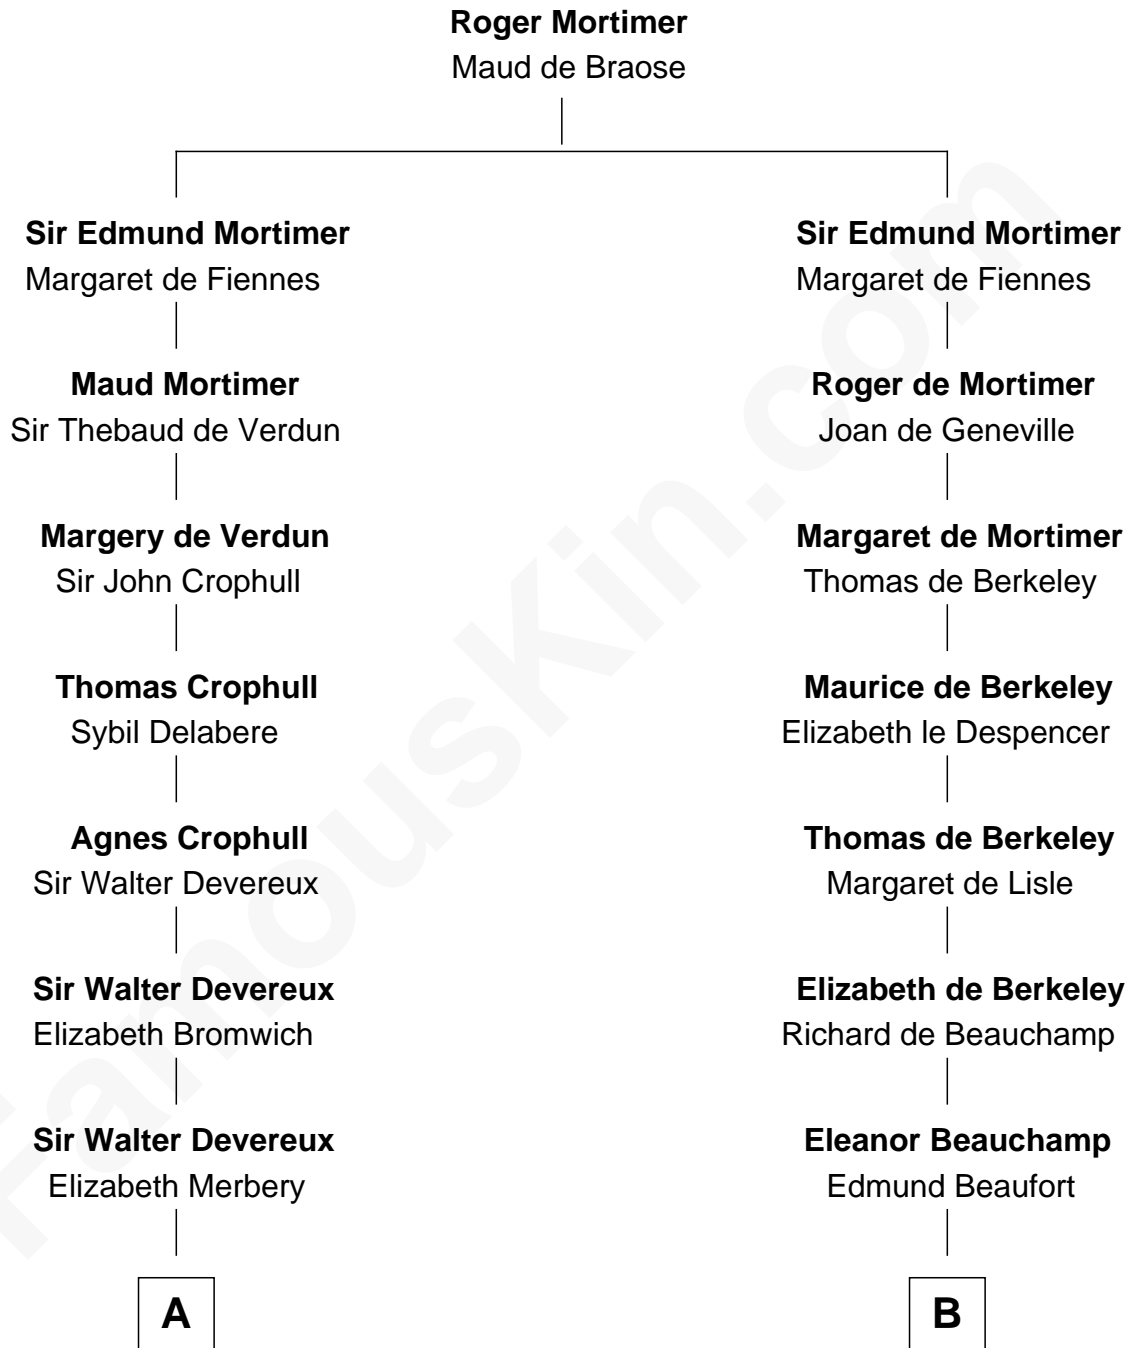 Roger Mortimer
Maud de Braose
Sir Edmund Mortimer
Margaret de Fiennes
Maud Mortimer
Sir Thebaud de Verdun
Margery de Verdun
Sir John Crophull
Thomas Crophull
Sybil Delabere
Agnes Crophull
Sir Walter Devereux
Sir Walter Devereux
Elizabeth Bromwich
Sir Walter Devereux
Elizabeth Merbery
A
Sir Edmund Mortimer
Margaret de Fiennes
Roger de Mortimer
Joan de Geneville
Margaret de Mortimer
Thomas de Berkeley
Maurice de Berkeley
Elizabeth le Despencer
Thomas de Berkeley
Margaret de Lisle
Elizabeth de Berkeley
Richard de Beauchamp
Eleanor Beauchamp
Edmund Beaufort
B
FamousKin.com